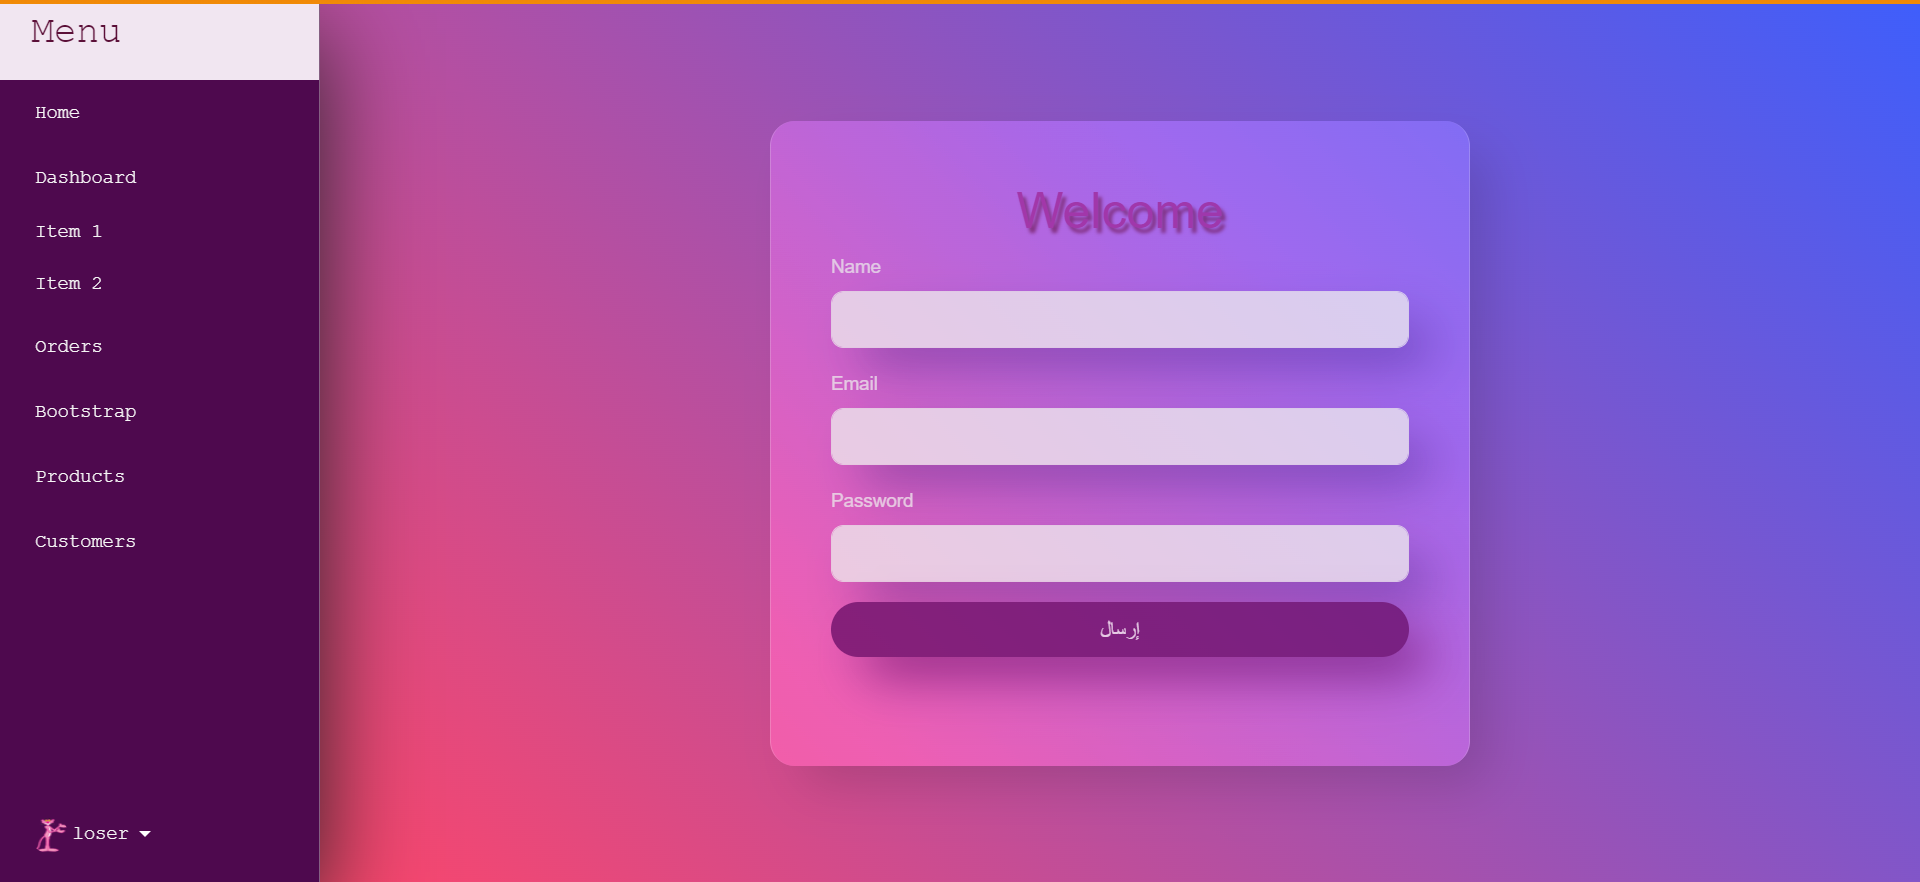 Menu
Home
Dashboard
Item 1
Item 2
Orders
Bootstrap
Products
Customers
loser
Welcome
Name
Email
Password
إرسال